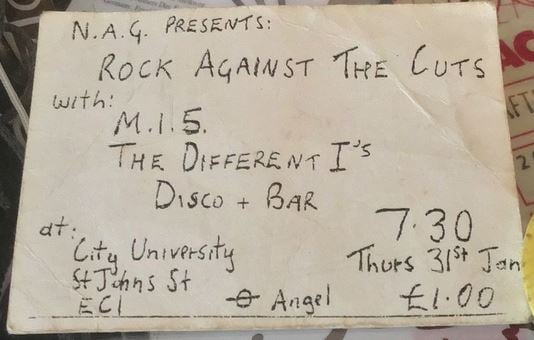 N.A.G. PRESENTS:
ROCK AGAINST THE CUTS
with:
M.I.5.
THE DIFFERENT I's
DISCO + BAR
at:
City University
St Johns St
EC1
Angel
7.30
Thurs 31st Jan
£1.00